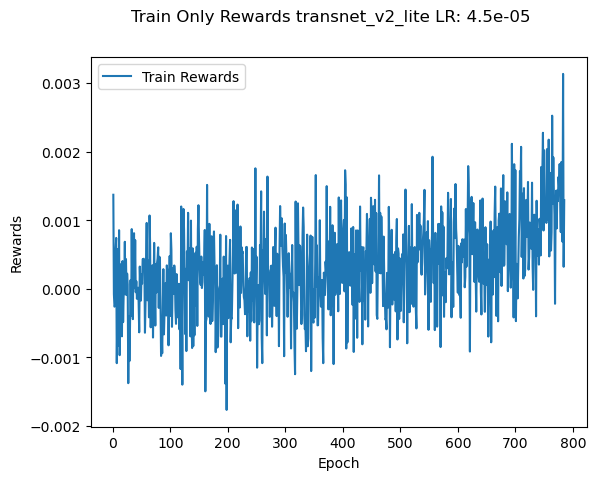 Train Only Rewards transnet_v2_lite LR: 4.5e-05
Train Rewards
0.003
0.002
0.001
0.000
−0.001
−0.002
Rewards
0 100 200 300 400 500 600 700 800
Epoch